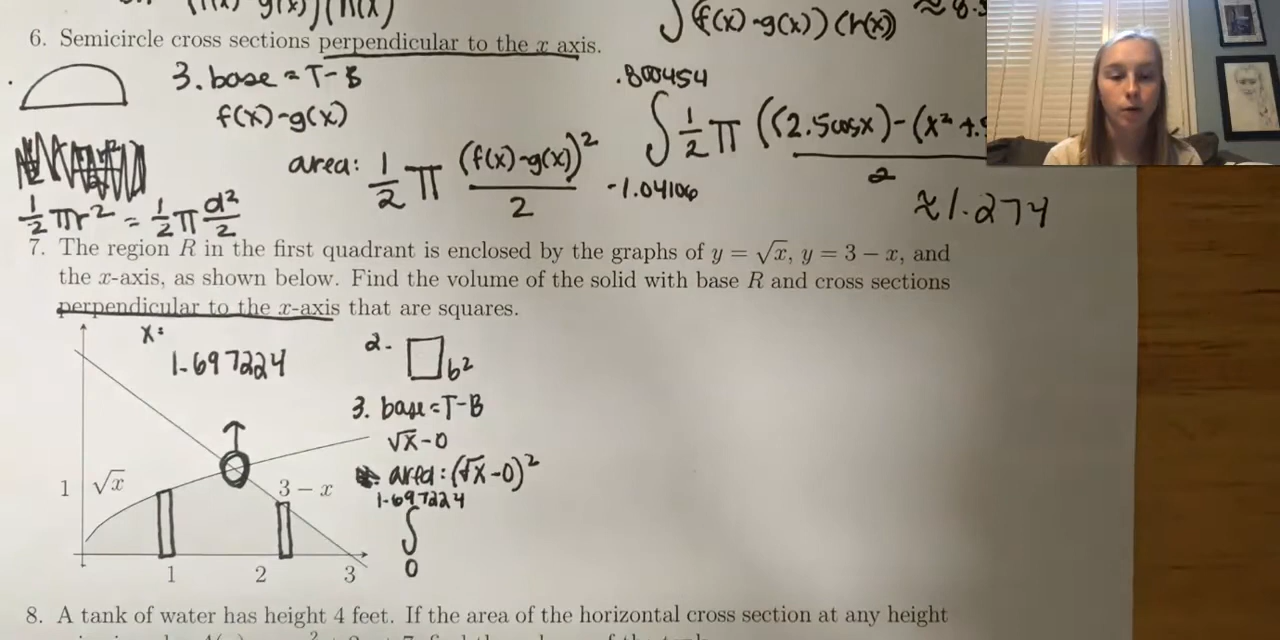 (f(x) g(x))(h(x)
∫(f(x)-g(x))(h(x)) ≈8.
6. Semicircle cross sections perpendicular to the x axis.
3. base = T-B
f(x)-g(x)
area: 1/2 π (f(x)-g(x))²/2
1/2 πr² = 1/2 π d²/2
.800454
∫ 1/2 π ((2.5cosx)-(x²+.
2
-1.04106
≈1.274
7. The region R in the first quadrant is enclosed by the graphs of y = √x, y = 3 − x, and
the x-axis, as shown below. Find the volume of the solid with base R and cross sections
perpendicular to the x-axis that are squares.
x=
1.697224
2. b²
3. base=T-B
√x-0
area: (√x-0)²
1.697224
∫
0
1
√x
3 − x
1
2
3
8. A tank of water has height 4 feet. If the area of the horizontal cross section at any height